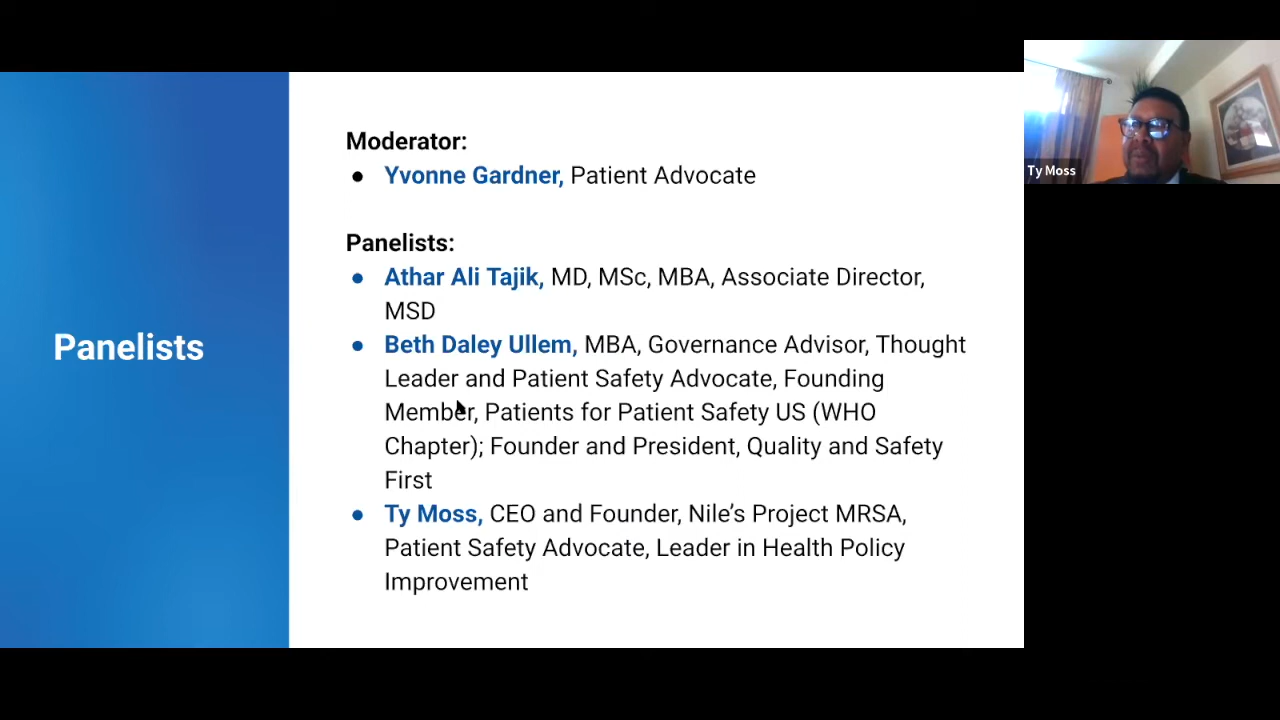 Panelists
Moderator:
Yvonne Gardner, Patient Advocate
Panelists:
Athar Ali Tajik, MD, MSc, MBA, Associate Director,
MSD
Beth Daley Ullem, MBA, Governance Advisor, Thought
Leader and Patient Safety Advocate, Founding
Member, Patients for Patient Safety US (WHO
Chapter); Founder and President, Quality and Safety
First
Ty Moss, CEO and Founder, Nile’s Project MRSA,
Patient Safety Advocate, Leader in Health Policy
Improvement
Ty Moss